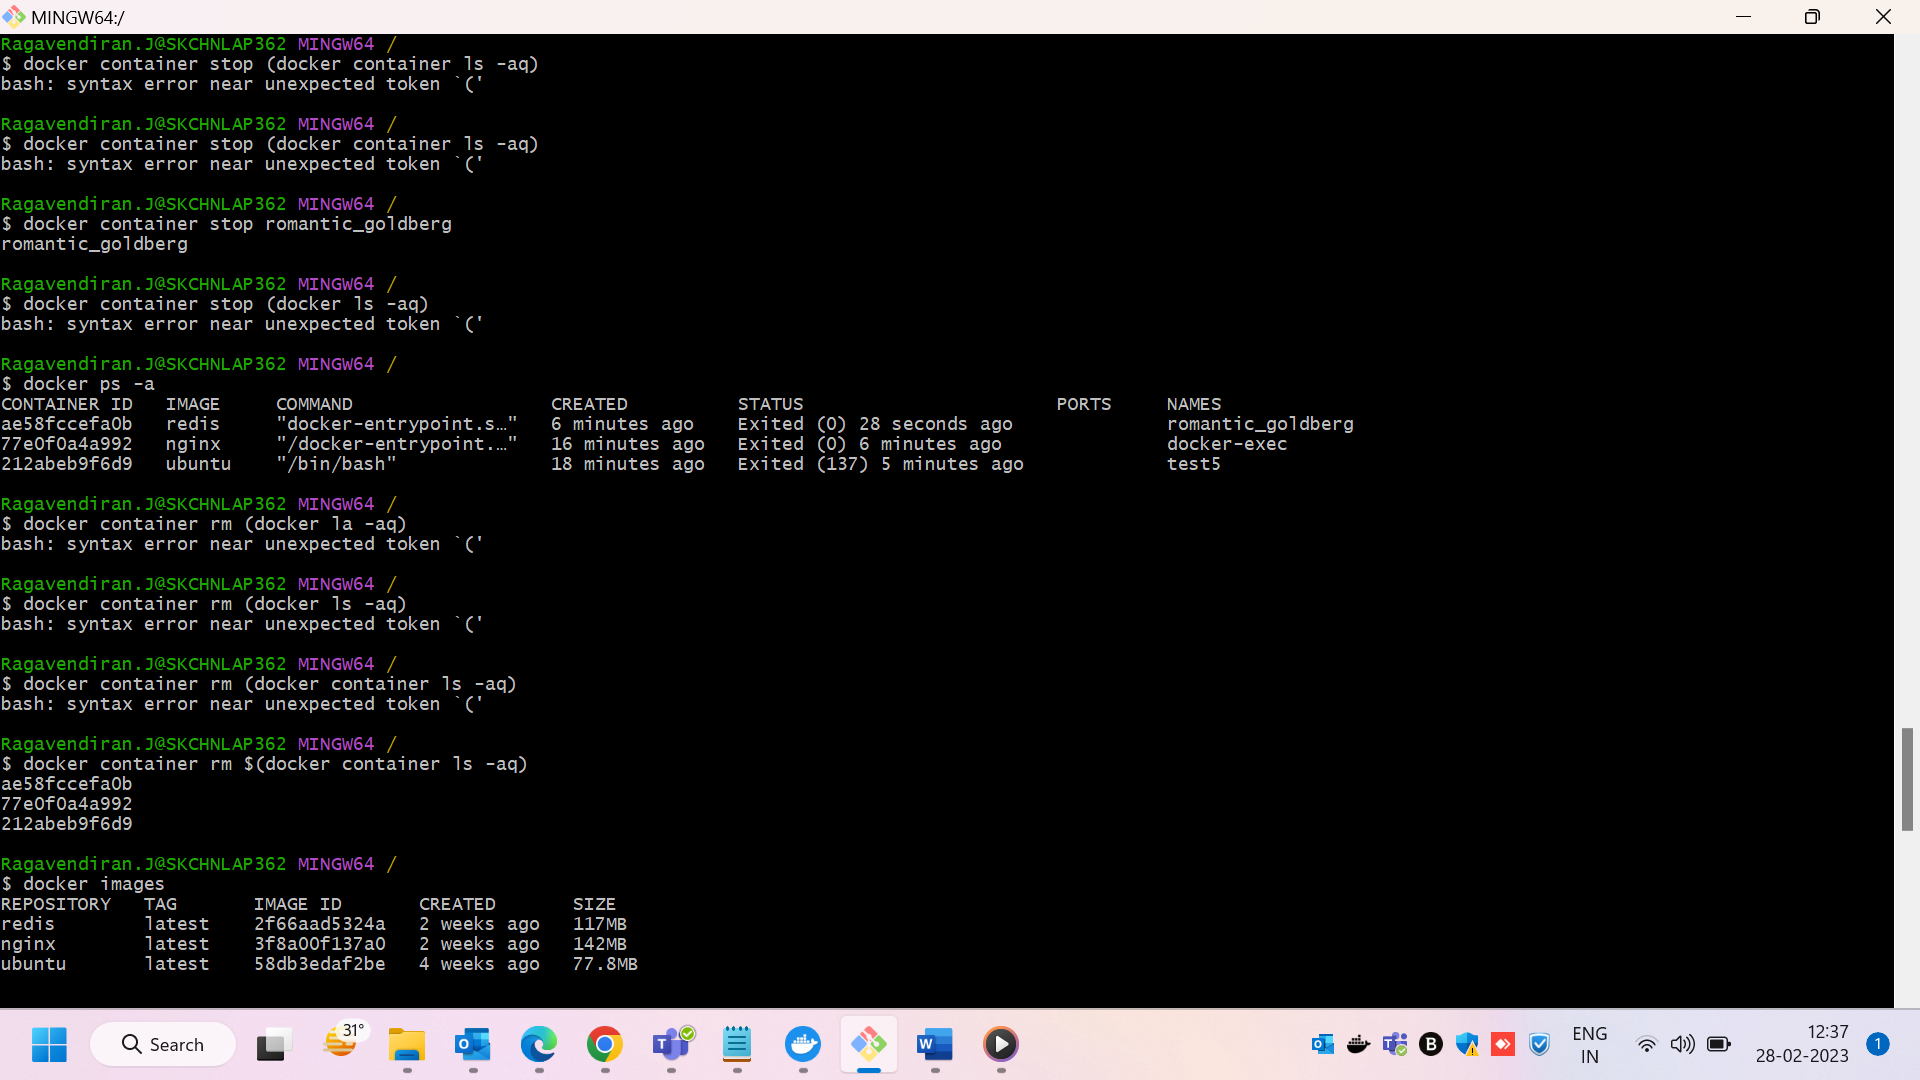 MINGW64:/
Ragavendiran.J@SKCHNLAP362 MINGW64 /
$ docker container stop (docker container ls -aq)
bash: syntax error near unexpected token `('
Ragavendiran.J@SKCHNLAP362 MINGW64 /
$ docker container stop (docker container ls -aq)
bash: syntax error near unexpected token `('
Ragavendiran.J@SKCHNLAP362 MINGW64 /
$ docker container stop romantic_goldberg
romantic_goldberg
Ragavendiran.J@SKCHNLAP362 MINGW64 /
$ docker container stop (docker ls -aq)
bash: syntax error near unexpected token `('
Ragavendiran.J@SKCHNLAP362 MINGW64 /
$ docker ps -a
CONTAINER ID   IMAGE     COMMAND                  CREATED          STATUS                       PORTS     NAMES
ae58fccefa0b   redis     "docker-entrypoint.s…"   6 minutes ago    Exited (0) 28 seconds ago              romantic_goldberg
77e0f0a4a992   nginx     "/docker-entrypoint.…"   16 minutes ago   Exited (0) 6 minutes ago               docker-exec
212abeb9f6d9   ubuntu    "/bin/bash"              18 minutes ago   Exited (137) 5 minutes ago             test5
Ragavendiran.J@SKCHNLAP362 MINGW64 /
$ docker container rm (docker la -aq)
bash: syntax error near unexpected token `('
Ragavendiran.J@SKCHNLAP362 MINGW64 /
$ docker container rm (docker ls -aq)
bash: syntax error near unexpected token `('
Ragavendiran.J@SKCHNLAP362 MINGW64 /
$ docker container rm (docker container ls -aq)
bash: syntax error near unexpected token `('
Ragavendiran.J@SKCHNLAP362 MINGW64 /
$ docker container rm $(docker container ls -aq)
ae58fccefa0b
77e0f0a4a992
212abeb9f6d9
Ragavendiran.J@SKCHNLAP362 MINGW64 /
$ docker images
REPOSITORY   TAG       IMAGE ID       CREATED       SIZE
redis        latest    2f66aad5324a   2 weeks ago   117MB
nginx        latest    3f8a00f137a0   2 weeks ago   142MB
ubuntu       latest    58db3edaf2be   4 weeks ago   77.8MB
Search
31°
ENG
IN
12:37
28-02-2023
1